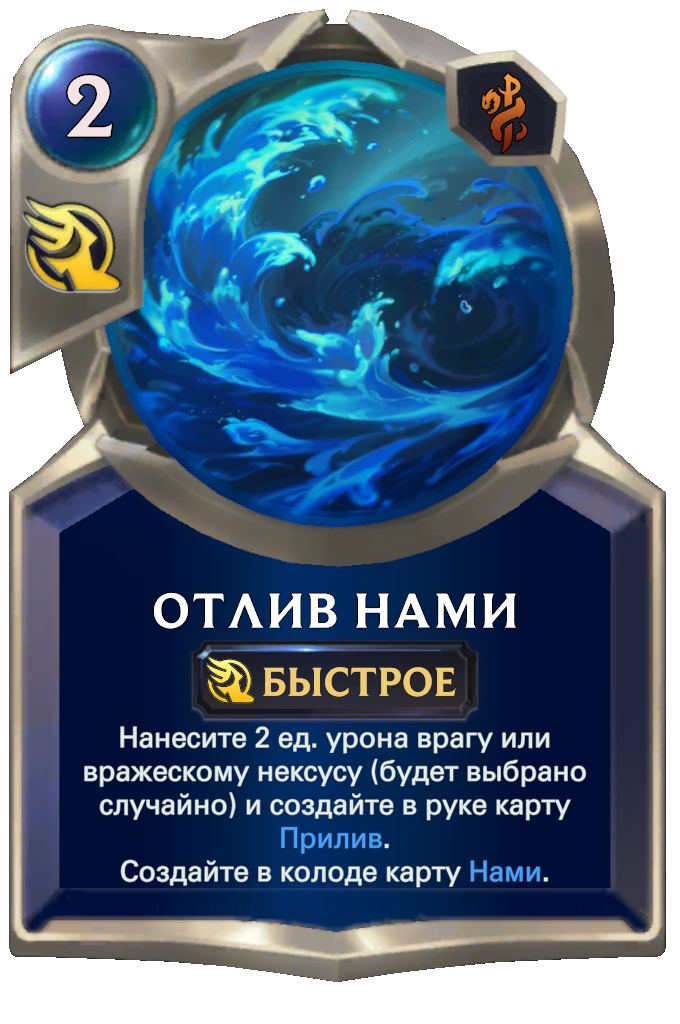 2
ОТЛИВ НАМИ
БЫСТРОЕ
Нанесите 2 ед. урона врагу или
вражескому нексусу (будет выбрано
случайно) и создайте в руке карту
Прилив.
Создайте в колоде карту Нами.